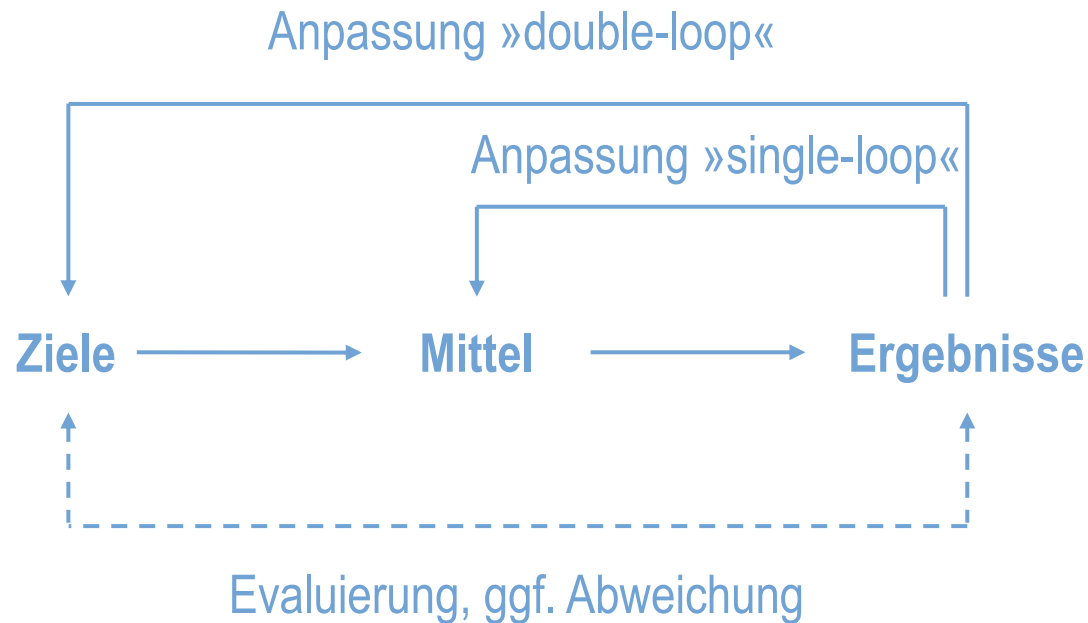 Anpassung »double-loop«
Anpassung »single-loop«
Ziele
Mittel
Ergebnisse
Evaluierung, ggf. Abweichung